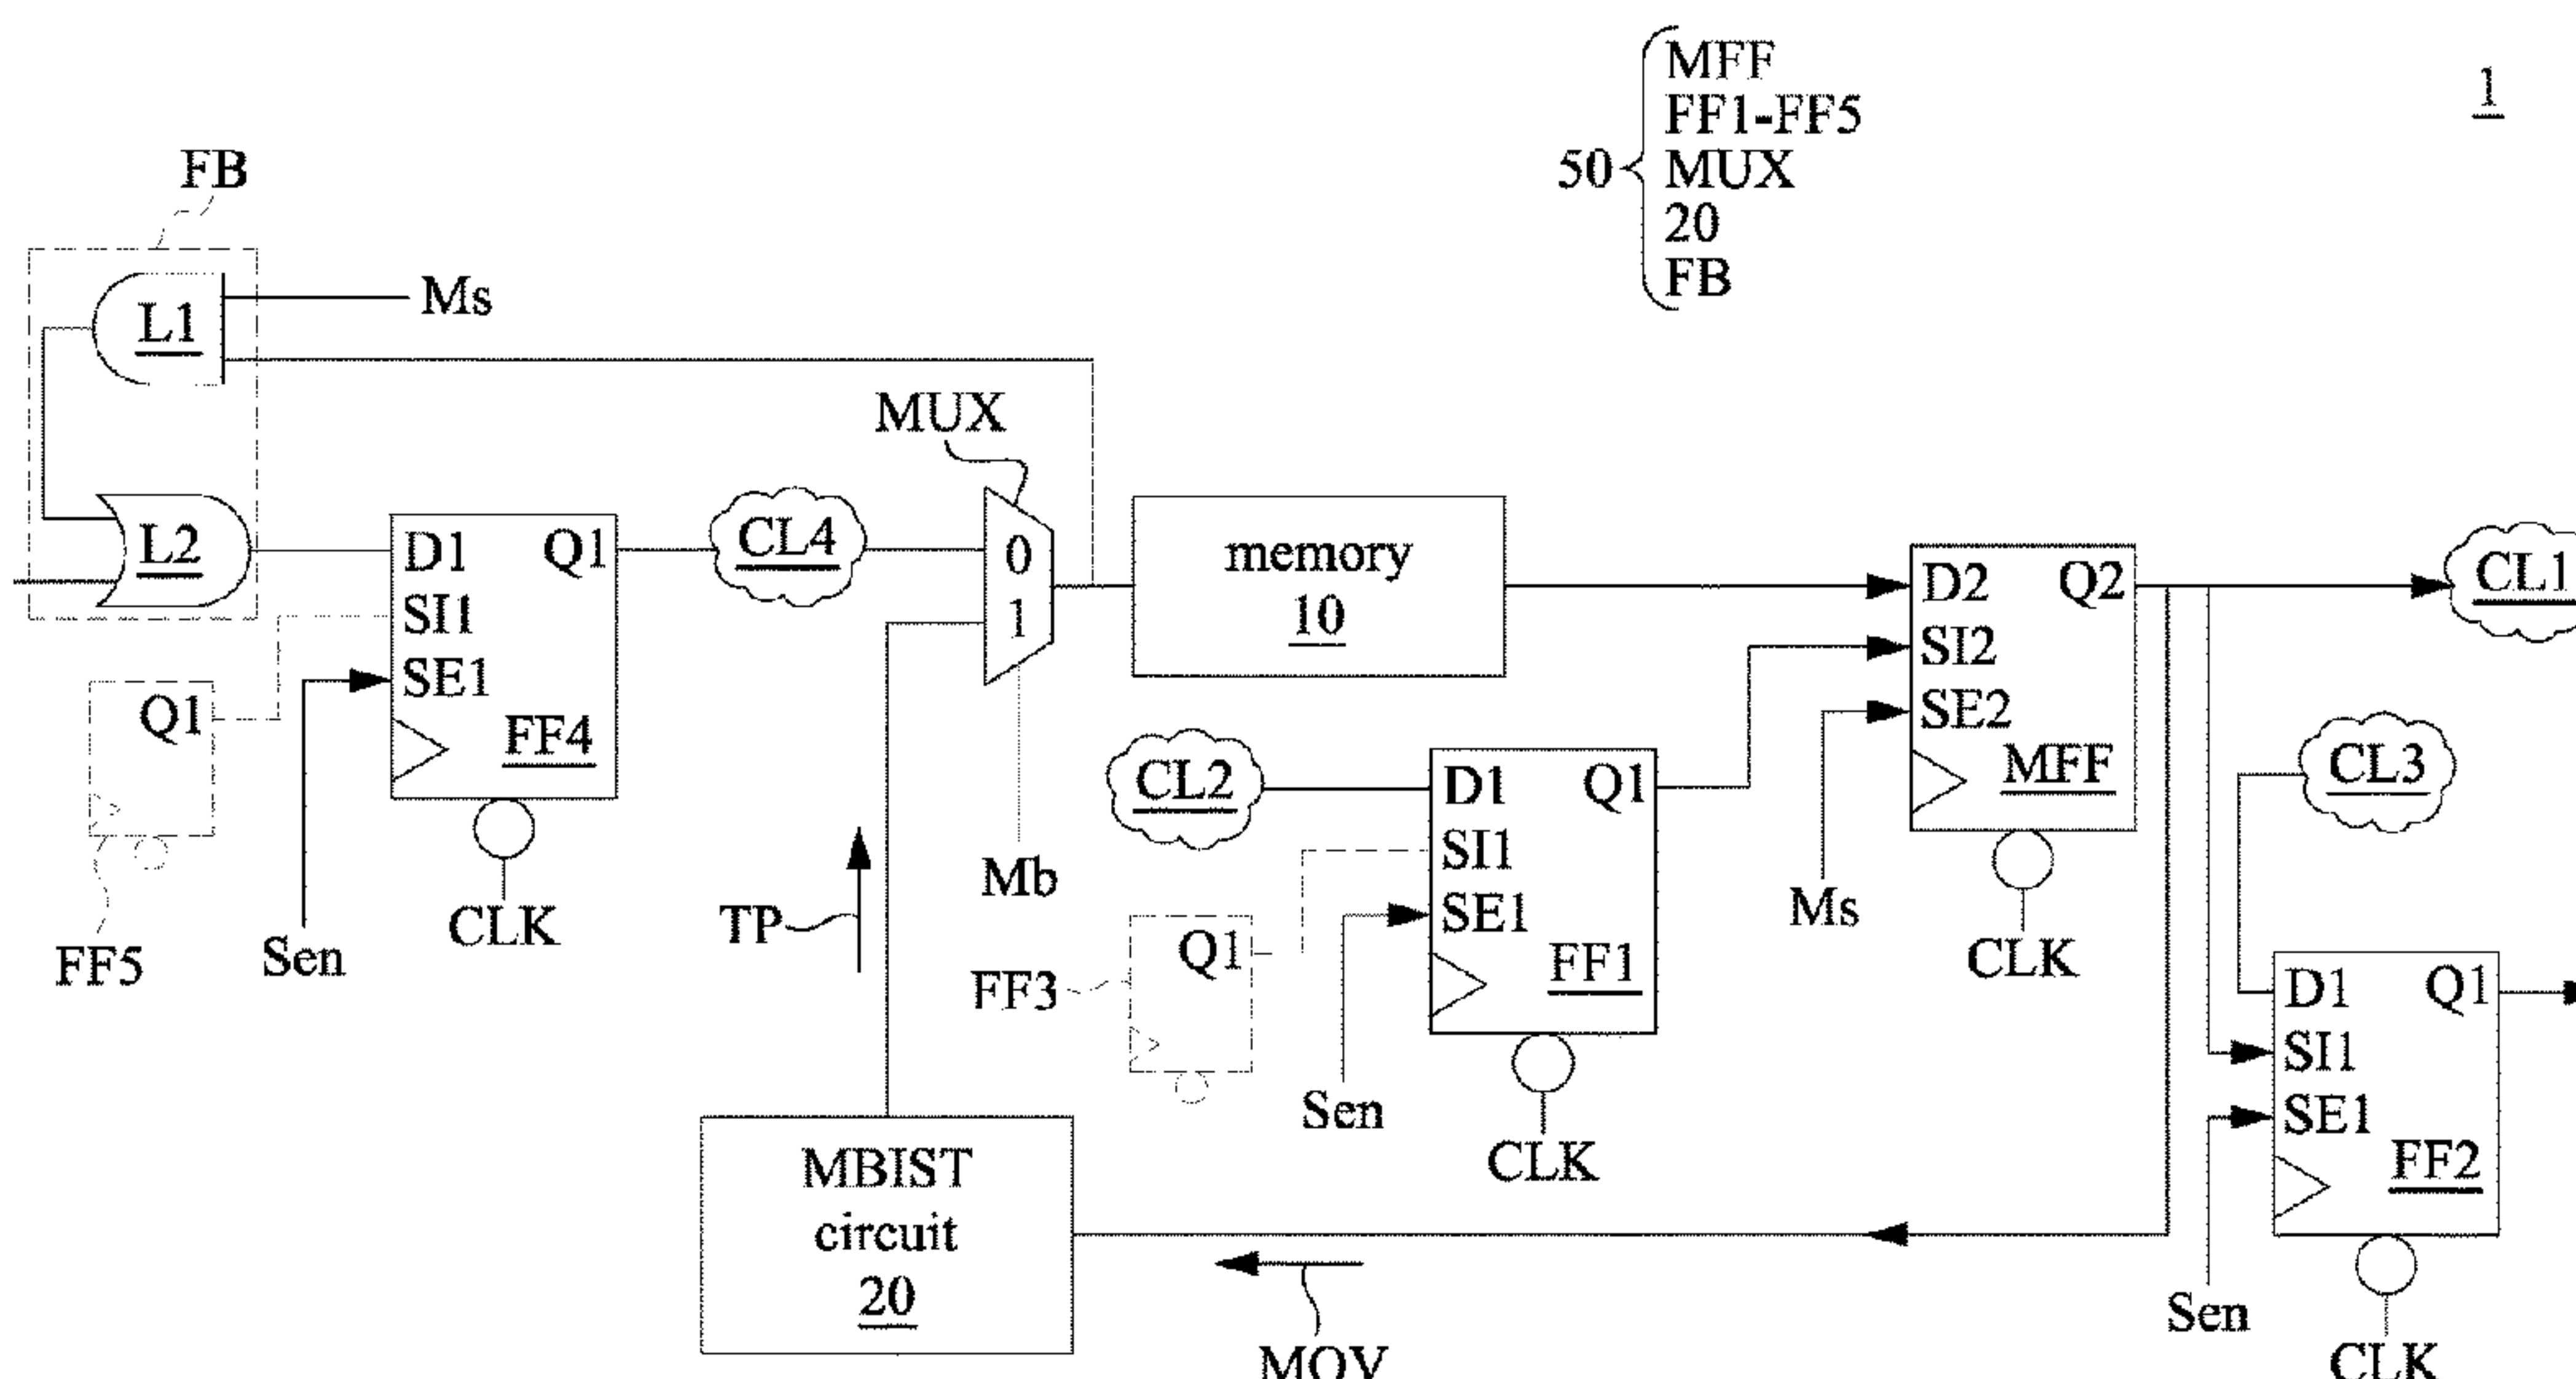 MFF
FF1-FF5
50
MUX
20
FB
1
FB
L1
Ms
MUX
L2
D1
Q1
SI1
SE1
FF4
CL4
0
1
memory
10
D2
Q2
SI2
SE2
MFF
CL1
Q1
FF5
Sen
CLK
TP
Mb
CL2
D1
Q1
SI1
SE1
FF1
Q1
FF3
Sen
CLK
Ms
CLK
CL3
D1
Q1
SI1
SE1
FF2
Sen
CLK
MBIST
circuit
20
MOV